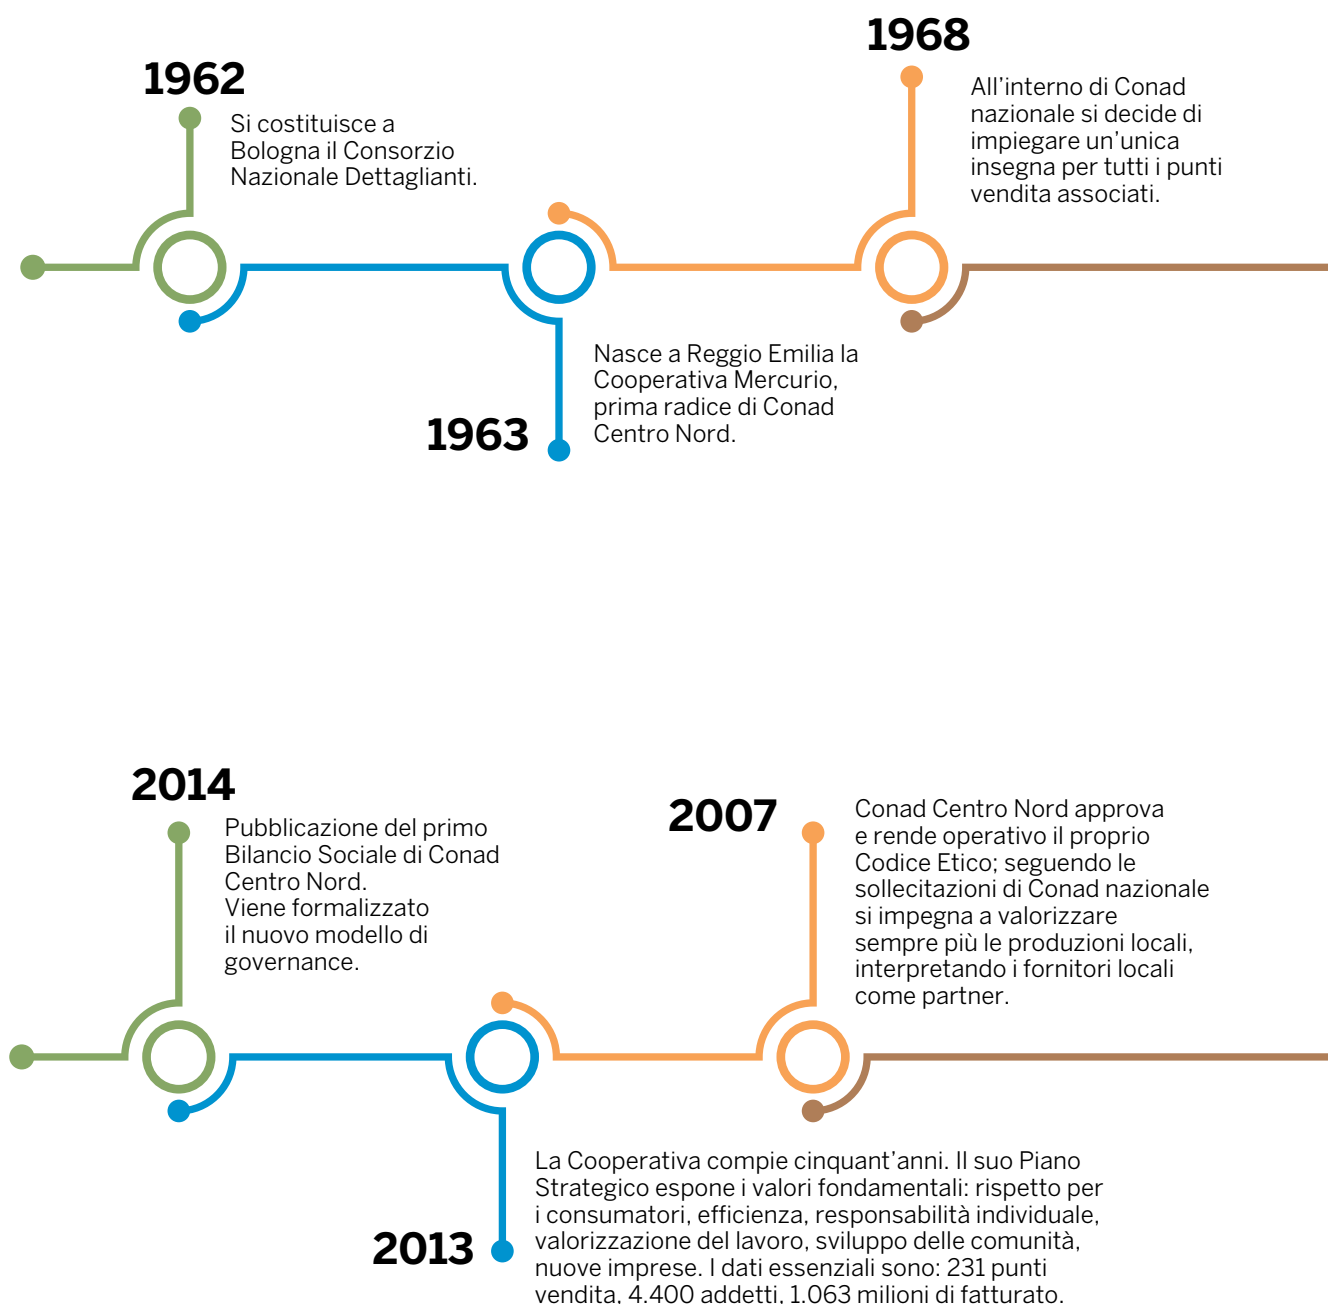 1962
Si costituisce a
Bologna il Consorzio
Nazionale Dettaglianti.
1963
Nasce a Reggio Emilia la
Cooperativa Mercurio,
prima radice di Conad
Centro Nord.
1968
All’interno di Conad
nazionale si decide di
impiegare un’unica
insegna per tutti i punti
vendita associati.
2014
Pubblicazione del primo
Bilancio Sociale di Conad
Centro Nord.
Viene formalizzato
il nuovo modello di
governance.
2013
La Cooperativa compie cinquant’anni. Il suo Piano
Strategico espone i valori fondamentali: rispetto per
i consumatori, efficienza, responsabilità individuale,
valorizzazione del lavoro, sviluppo delle comunità,
nuove imprese. I dati essenziali sono: 231 punti
vendita, 4.400 addetti, 1.063 milioni di fatturato.
2007
Conad Centro Nord approva
e rende operativo il proprio
Codice Etico; seguendo le
sollecitazioni di Conad nazionale
si impegna a valorizzare
sempre più le produzioni locali,
interpretando i fornitori locali
come partner.